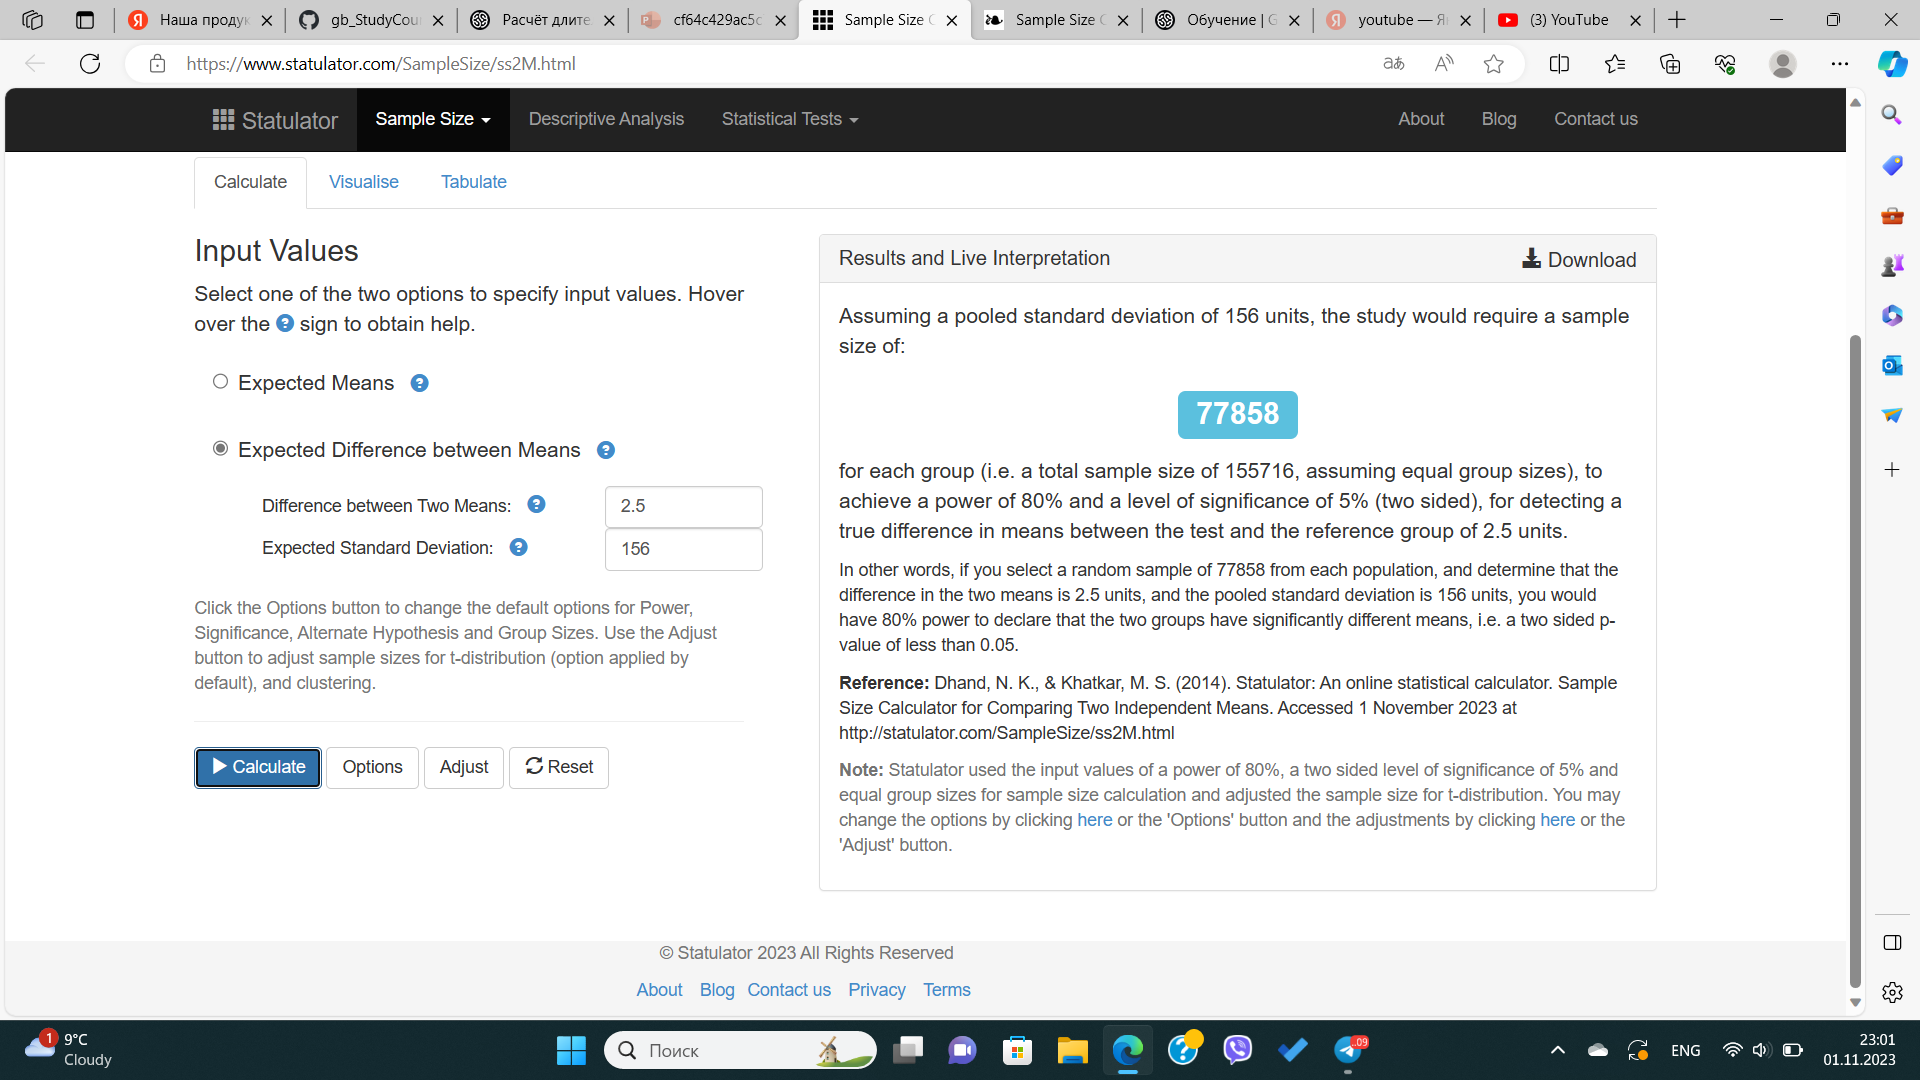 Наша продук
gb_StudyCou
Расчёт длите
cf64c429ac5c
Sample Size C
Sample Size C
Обучение | G
youtube — Я
(3) YouTube
https://www.statulator.com/SampleSize/ss2M.html
Statulator
Sample Size
Descriptive Analysis
Statistical Tests
About
Blog
Contact us
Calculate
Visualise
Tabulate
Input Values
Select one of the two options to specify input values. Hover
over the ? sign to obtain help.
Expected Means ?
Expected Difference between Means ?
Difference between Two Means: ? 2.5
Expected Standard Deviation: ? 156
Click the Options button to change the default options for Power,
Significance, Alternate Hypothesis and Group Sizes. Use the Adjust
button to adjust sample sizes for t-distribution (option applied by
default), and clustering.
Calculate
Options
Adjust
Reset
Results and Live Interpretation
Download
Assuming a pooled standard deviation of 156 units, the study would require a sample
size of:
77858
for each group (i.e. a total sample size of 155716, assuming equal group sizes), to
achieve a power of 80% and a level of significance of 5% (two sided), for detecting a
true difference in means between the test and the reference group of 2.5 units.
In other words, if you select a random sample of 77858 from each population, and determine that the
difference in the two means is 2.5 units, and the pooled standard deviation is 156 units, you would
have 80% power to declare that the two groups have significantly different means, i.e. a two sided p-
value of less than 0.05.
Reference: Dhand, N. K., & Khatkar, M. S. (2014). Statulator: An online statistical calculator. Sample
Size Calculator for Comparing Two Independent Means. Accessed 1 November 2023 at
http://statulator.com/SampleSize/ss2M.html
Note: Statulator used the input values of a power of 80%, a two sided level of significance of 5% and
equal group sizes for sample size calculation and adjusted the sample size for t-distribution. You may
change the options by clicking here or the 'Options' button and the adjustments by clicking here or the
'Adjust' button.
© Statulator 2023 All Rights Reserved
About
Blog
Contact us
Privacy
Terms
1
9°C
Cloudy
Поиск
.09
ENG
23:01
01.11.2023